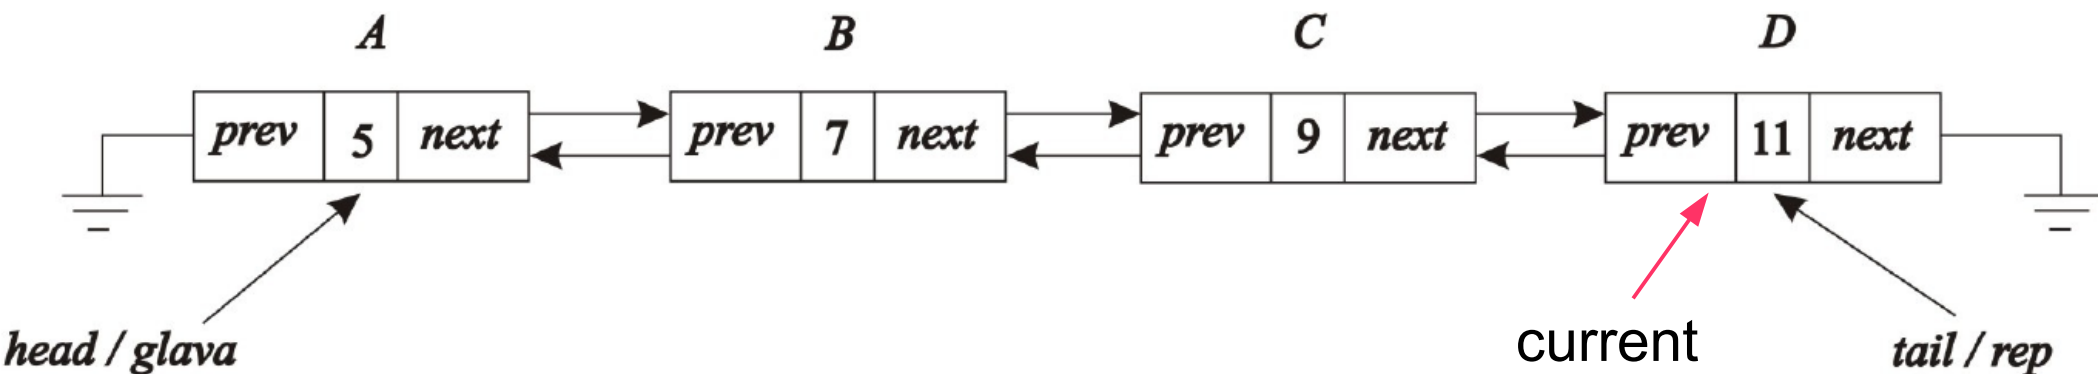 A B C D
prev 5 next prev 7 next prev 9 next prev 11 next
head / glava current tail / rep